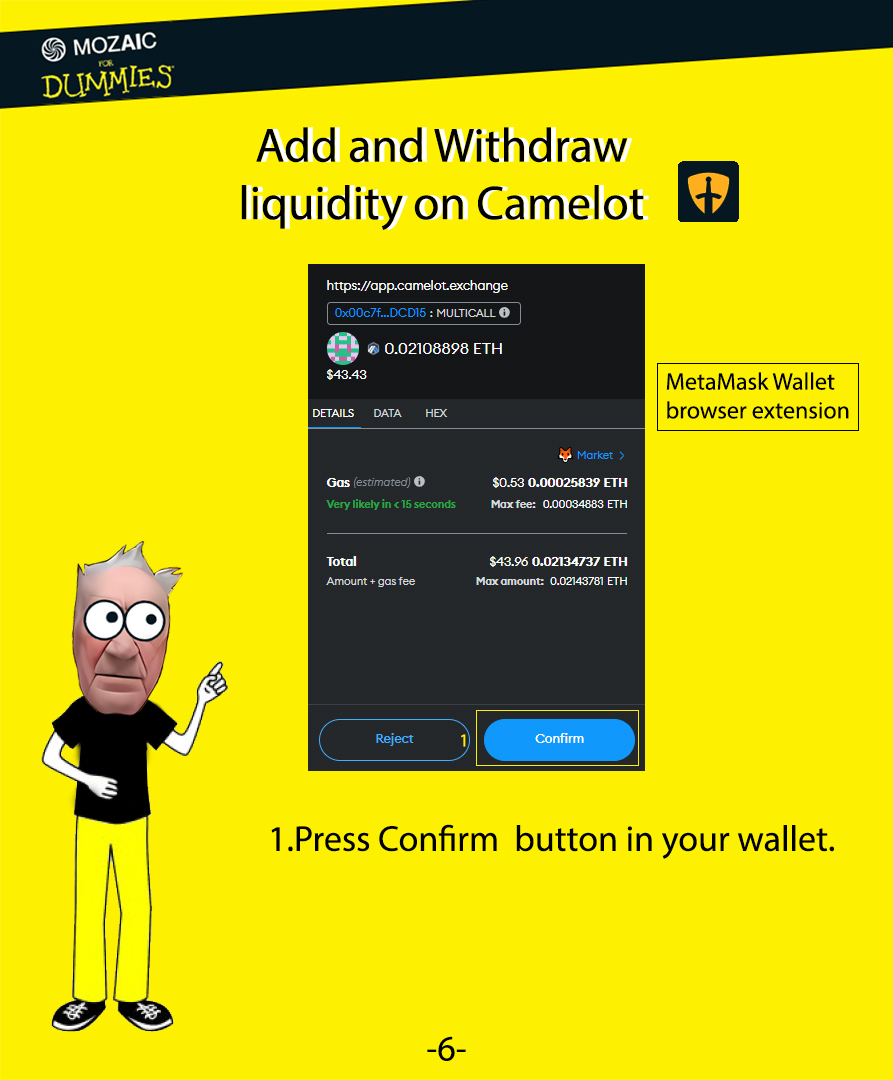 MOZAIC
FOR
DUMMIES
Add and Withdraw
liquidity on Camelot
https://app.camelot.exchange
0x00c7f...DCD15 : MULTICALL
0.02108898 ETH
$43.43
MetaMask Wallet
browser extension
DETAILS DATA HEX
Market >
Gas (estimated) $0.53 0.00025839 ETH
Very likely in < 15 seconds Max fee: 0.00034883 ETH
Total $43.96 0.02134737 ETH
Amount + gas fee Max amount: 0.02143781 ETH
Reject 1 Confirm
1.Press Confirm button in your wallet.
-6-